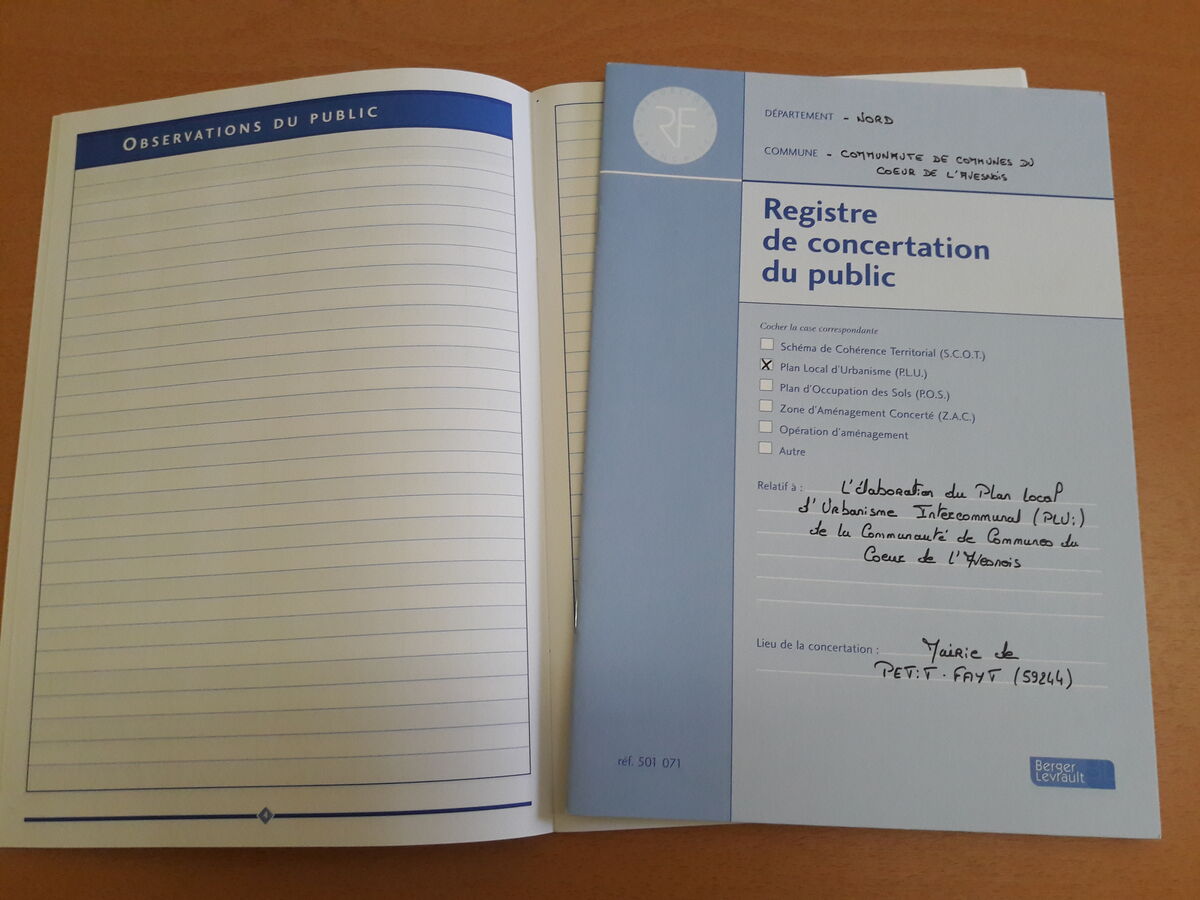 OBSERVATIONS DU PUBLIC
4
RF
DÉPARTEMENT - NORD
COMMUNE - COMMUNAUTE DE COMMUNES DU
COEUR DE L'AVESNOIS
Registre
de concertation
du public
Cocher la case correspondante
Schéma de Cohérence Territorial (S.C.O.T.)
X Plan Local d'Urbanisme (P.L.U.)
Plan d'Occupation des Sols (P.O.S.)
Zone d'Aménagement Concerté (Z.A.C.)
Opération d'aménagement
Autre
Relatif à : L'élaboration du Plan Local
d'Urbanisme Intercommunal (PLUi)
de la Communauté de Communes du
Coeur de l'Avesnois
Lieu de la concertation : Mairie de
PETiT-FAYT (59244)
réf. 501 071
Berger
Levrault